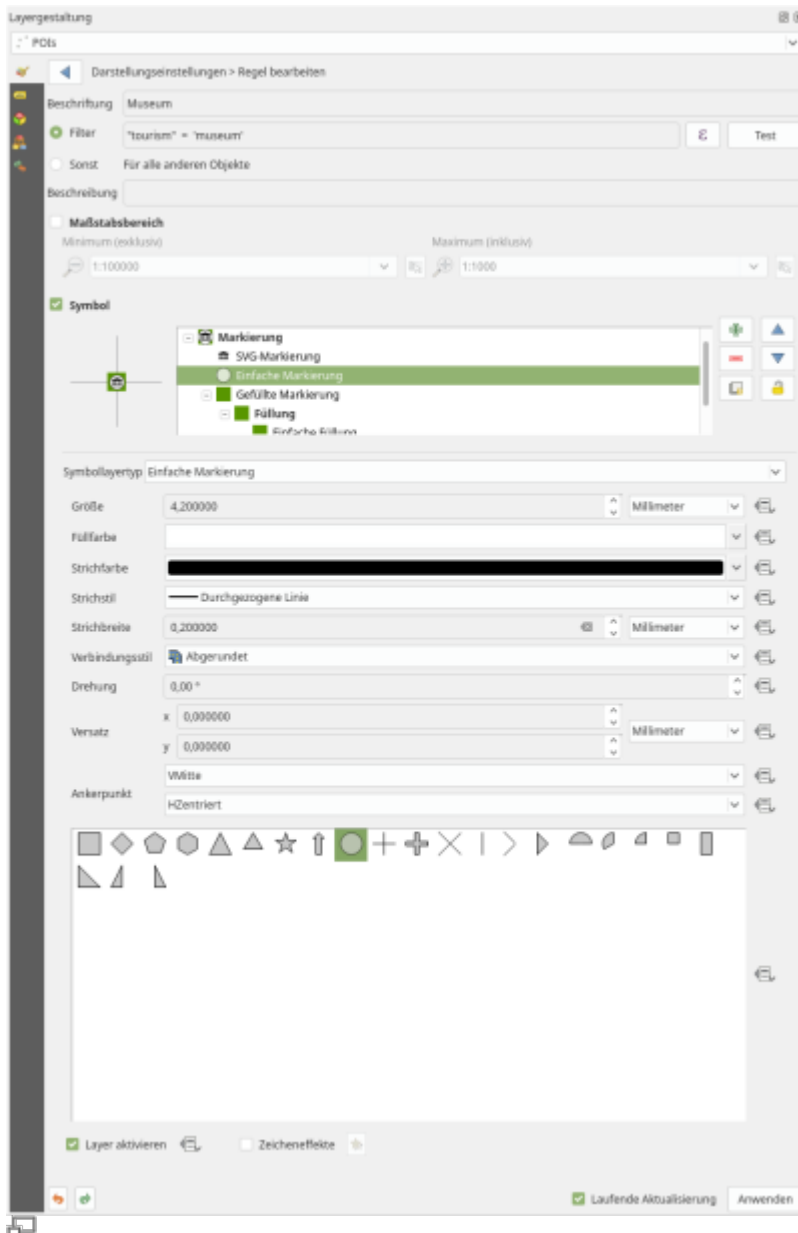 Layergestaltung
POIs
Darstellungseinstellungen > Regel bearbeiten
Beschriftung Museum
Filter "tourism" = 'museum' ε Test
Sonst Für alle anderen Objekte
Beschreibung
Maßstabsbereich
Minimum (exklusiv) Maximum (inklusiv)
1:100000 1:1000
Symbol
Markierung
SVG-Markierung
Einfache Markierung
Gefüllte Markierung
Füllung
Einfache Füllung
Symbollayertyp Einfache Markierung
Größe 4,200000 Millimeter
Füllfarbe
Strichfarbe
Strichstil Durchgezogene Linie
Strichbreite 0,200000 Millimeter
Verbindungsstil Abgerundet
Drehung 0,00 °
x 0,000000
Versatz Millimeter
y 0,000000
VMitte
Ankerpunkt
HZentriert
Layer aktivieren Zeicheneffekte
Laufende Aktualisierung Anwenden